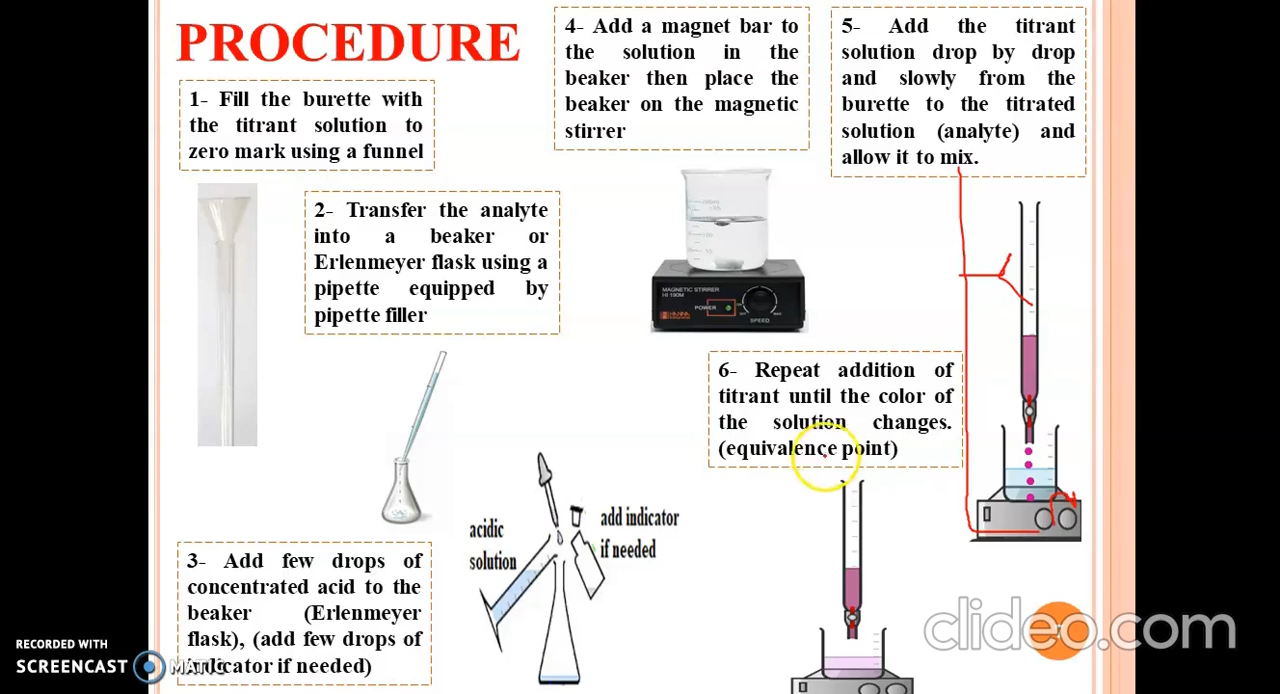 PROCEDURE
1- Fill the burette with
the titrant solution to
zero mark using a funnel
2- Transfer the analyte
into a beaker or
Erlenmeyer flask using a
pipette equipped by
pipette filler
3- Add few drops of
concentrated acid to the
beaker (Erlenmeyer
flask), (add few drops of
indicator if needed)
acidic
solution
add indicator
if needed
4- Add a magnet bar to
the solution in the
beaker then place the
beaker on the magnetic
stirrer
MAGNETIC STIRRER
HI 190M
POWER
SPEED
5- Add the titrant
solution drop by drop
and slowly from the
burette to the titrated
solution (analyte) and
allow it to mix.
6- Repeat addition of
titrant until the color of
the solution changes.
(equivalence point)
RECORDED WITH
SCREENCAST MATIC
clideo.com